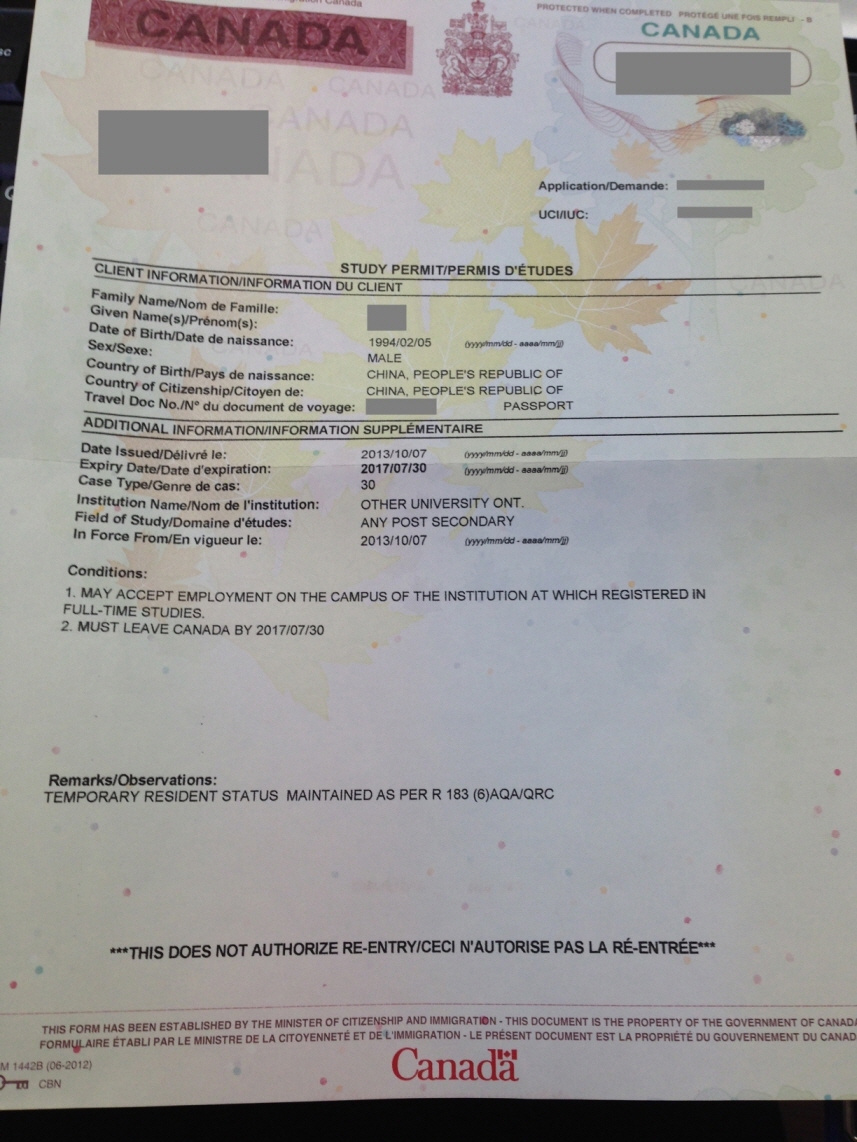 Canada
PROTECTED WHEN COMPLETED PROTÉGÉ UNE FOIS REMPLI - B
CANADA
CANADA
CANADA
CANADA
CANADA
CANADA
CANADA
CANADA
Application/Demande:
UCI/IUC:
STUDY PERMIT/PERMIS D'ÉTUDES
CLIENT INFORMATION/INFORMATION DU CLIENT
CANADA
Family Name/Nom de Famille:
Given Name(s)/Prénom(s):
Date of Birth/Date de naissance: 1994/02/05 (yyyy/mm/dd - aaaa/mm/jj)
Sex/Sexe: MALE
Country of Birth/Pays de naissance: CHINA, PEOPLE'S REPUBLIC OF
Country of Citizenship/Citoyen de: CHINA, PEOPLE'S REPUBLIC OF
Travel Doc No./N° du document de voyage: PASSPORT
ADDITIONAL INFORMATION/INFORMATION SUPPLÉMENTAIRE
Date Issued/Délivré le: 2013/10/07 (yyyy/mm/dd - aaaa/mm/jj)
Expiry Date/Date d'expiration: 2017/07/30 (yyyy/mm/dd - aaaa/mm/jj)
Case Type/Genre de cas: 30
Institution Name/Nom de l'institution: OTHER UNIVERSITY ONT.
Field of Study/Domaine d'études: ANY POST SECONDARY
In Force From/En vigueur le: 2013/10/07 (yyyy/mm/dd - aaaa/mm/jj)
Conditions:
1. MAY ACCEPT EMPLOYMENT ON THE CAMPUS OF THE INSTITUTION AT WHICH REGISTERED IN
FULL-TIME STUDIES.
2. MUST LEAVE CANADA BY 2017/07/30
Remarks/Observations:
TEMPORARY RESIDENT STATUS MAINTAINED AS PER R 183 (6)AQA/QRC
***THIS DOES NOT AUTHORIZE RE-ENTRY/CECI N'AUTORISE PAS LA RÉ-ENTRÉE***
THIS FORM HAS BEEN ESTABLISHED BY THE MINISTER OF CITIZENSHIP AND IMMIGRATION - THIS DOCUMENT IS THE PROPERTY OF THE GOVERNMENT OF CANADA
FORMULAIRE ÉTABLI PAR LE MINISTRE DE LA CITOYENNETÉ ET DE L'IMMIGRATION - LE PRÉSENT DOCUMENT EST LA PROPRIÉTÉ DU GOUVERNEMENT DU CANAD
M 1442B (06-2012)
CBN
Canada